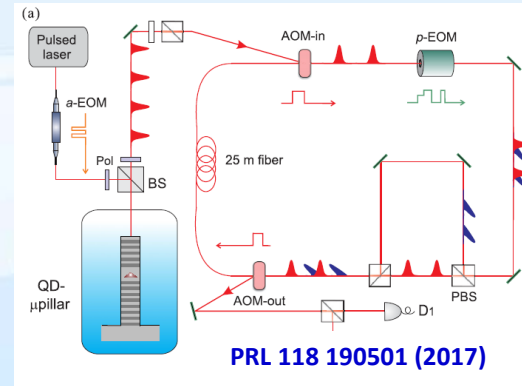 (a)
Pulsed
laser
a-EOM
Pol
BS
QD-
μpillar
25 m fiber
AOM-in
p-EOM
AOM-out
PBS
D1
PRL 118 190501 (2017)